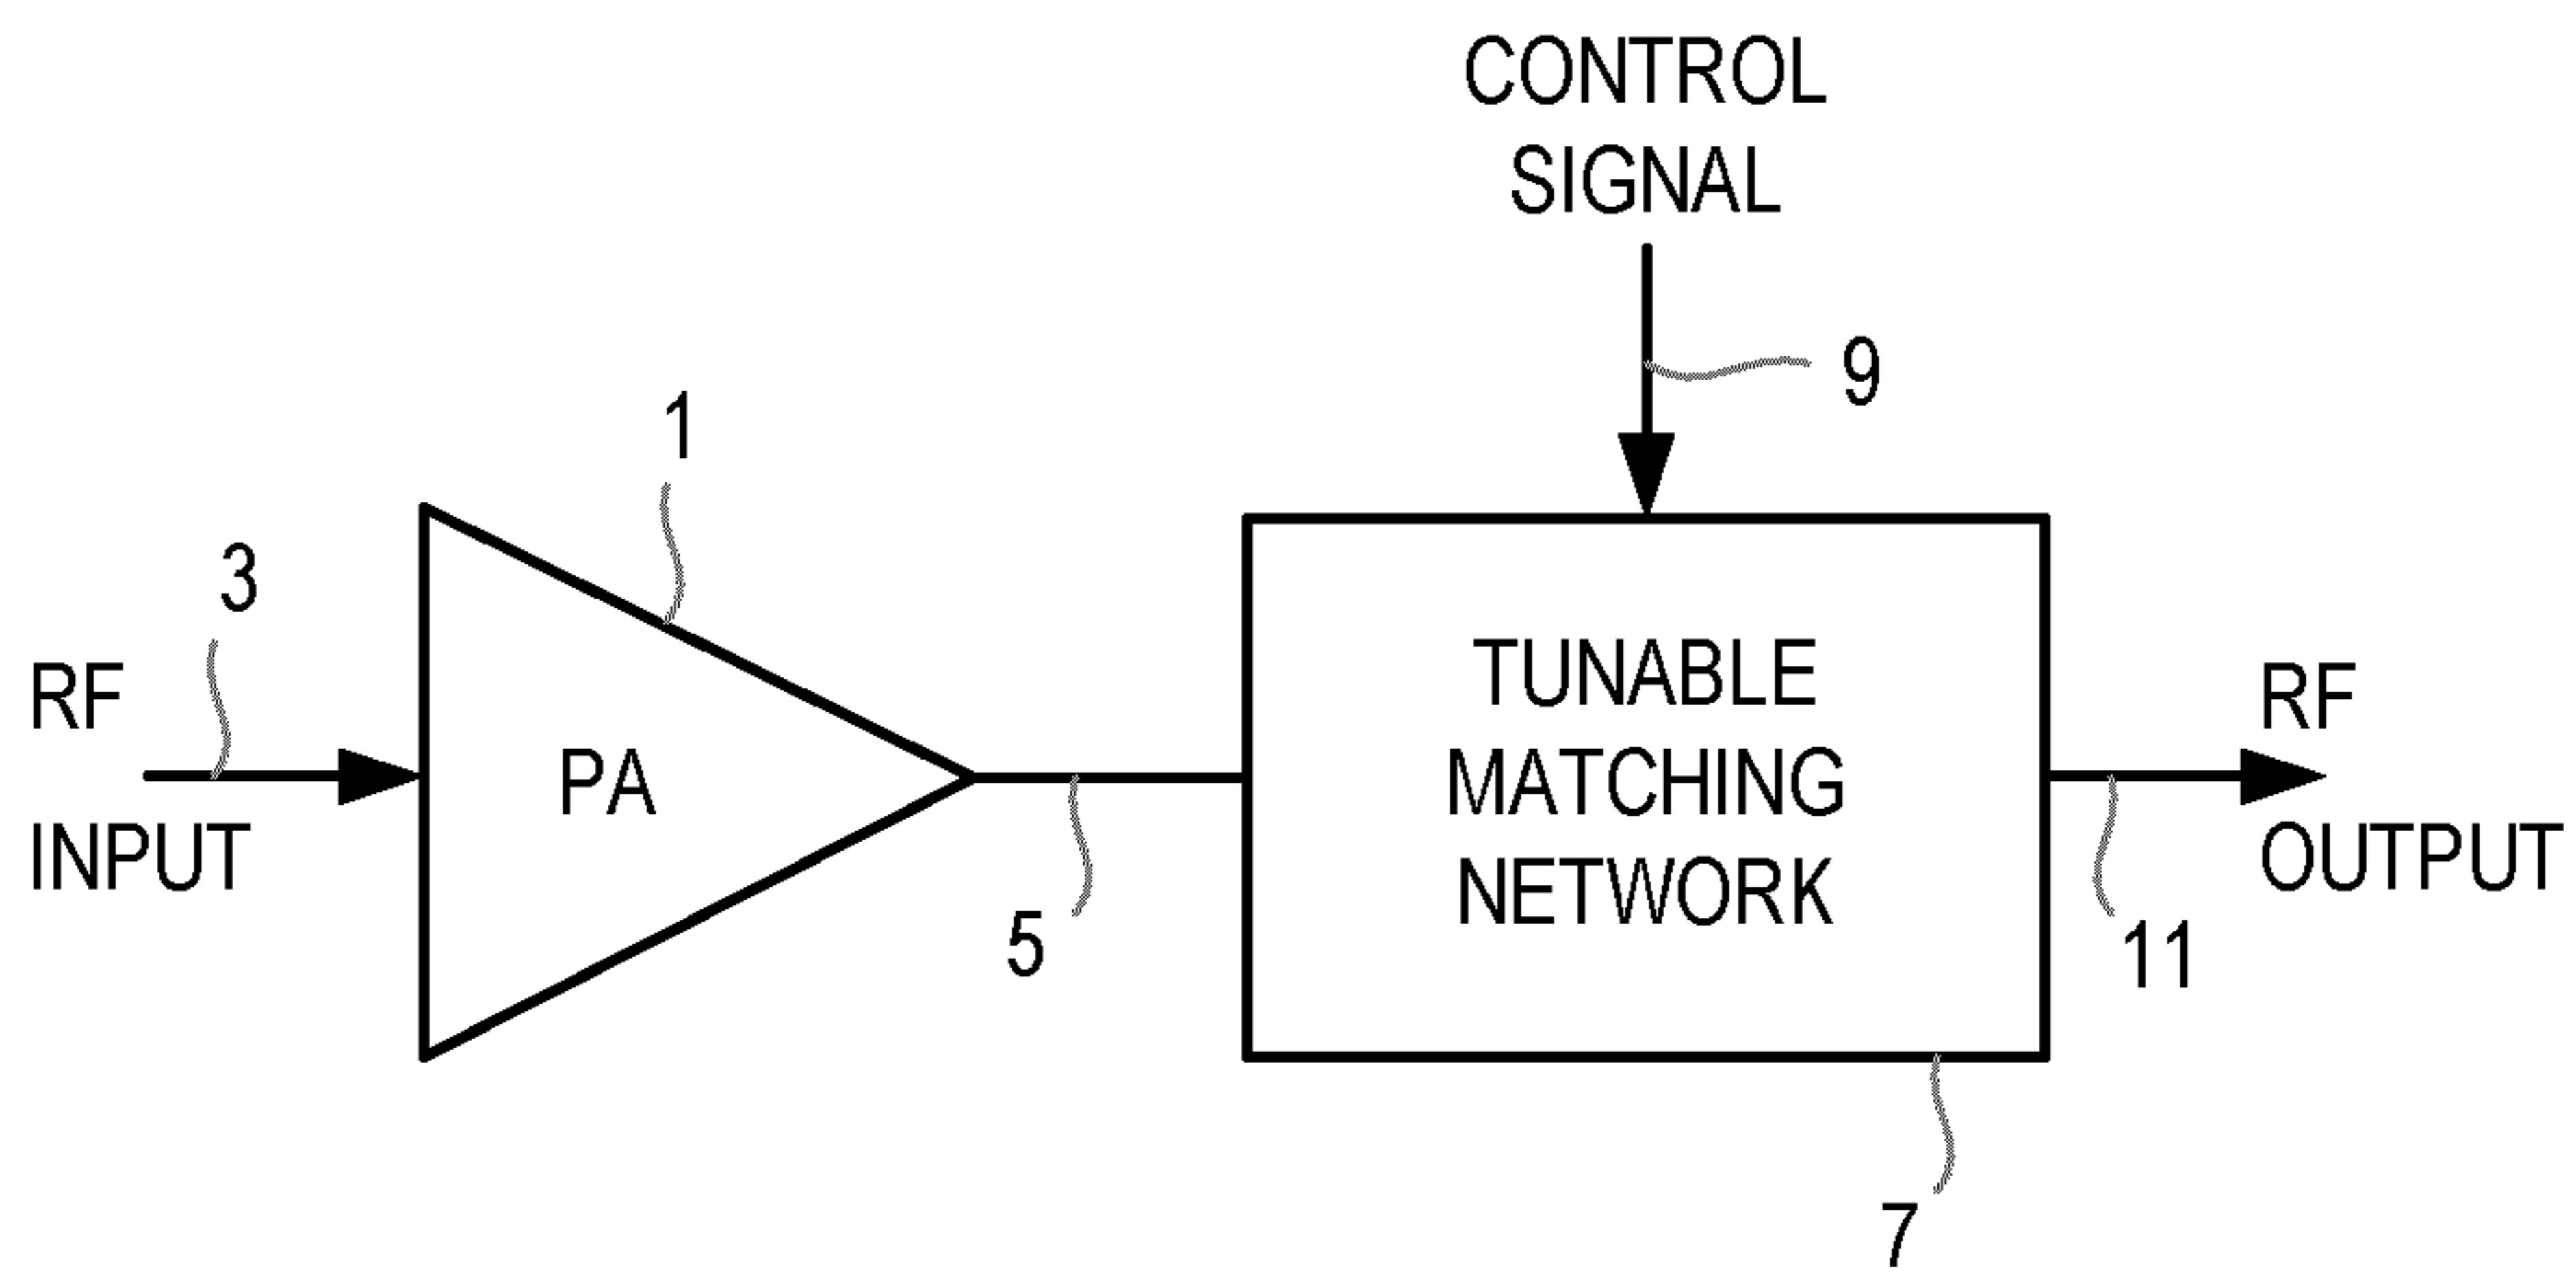 CONTROL
SIGNAL
9
1
3
RF
INPUT
PA
5
TUNABLE
MATCHING
NETWORK
RF
OUTPUT
11
7